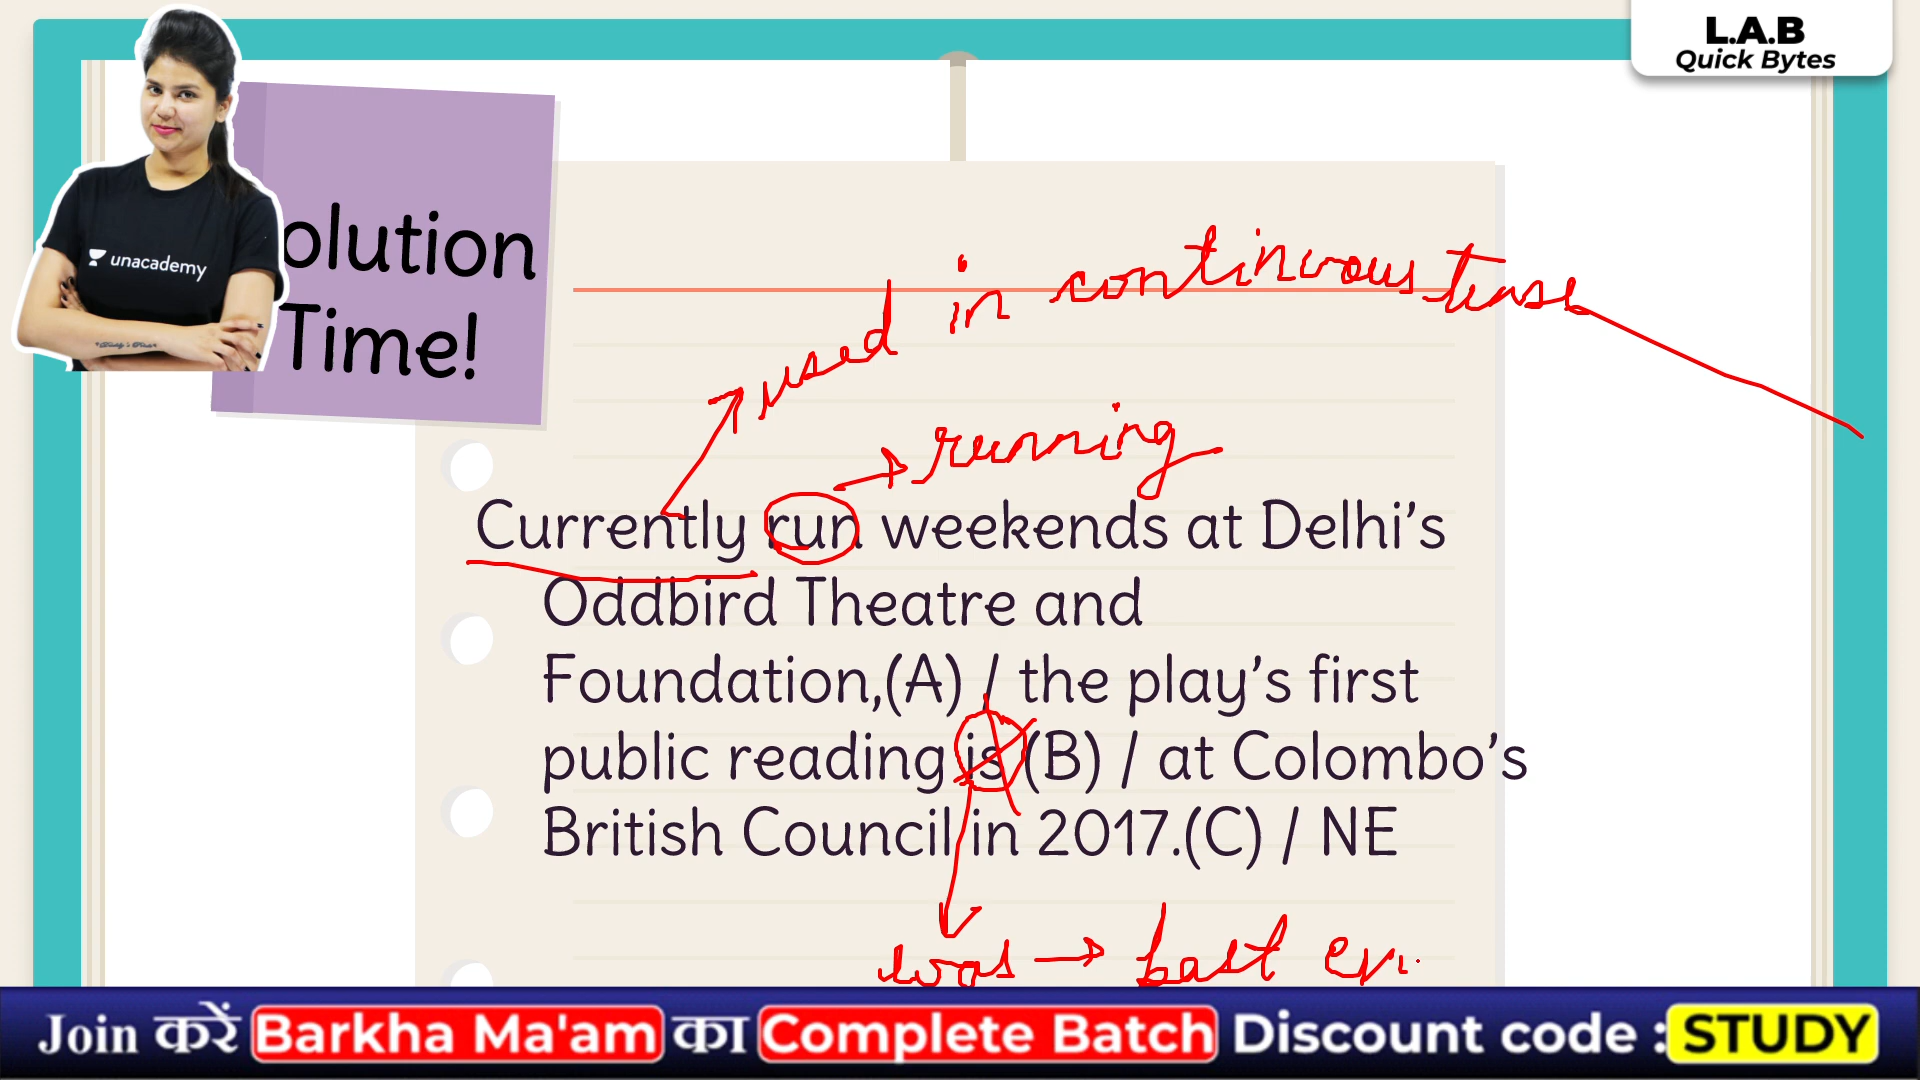 L.A.B
Quick Bytes
unacademy
olution
Time!
used in continuous tense
→ running
Currently run weekends at Delhi’s
Oddbird Theatre and
Foundation,(A) / the play’s first
public reading is (B) / at Colombo’s
British Council in 2017.(C) / NE
was → past
Join करें Barkha Ma'am का Complete Batch Discount code : STUDY